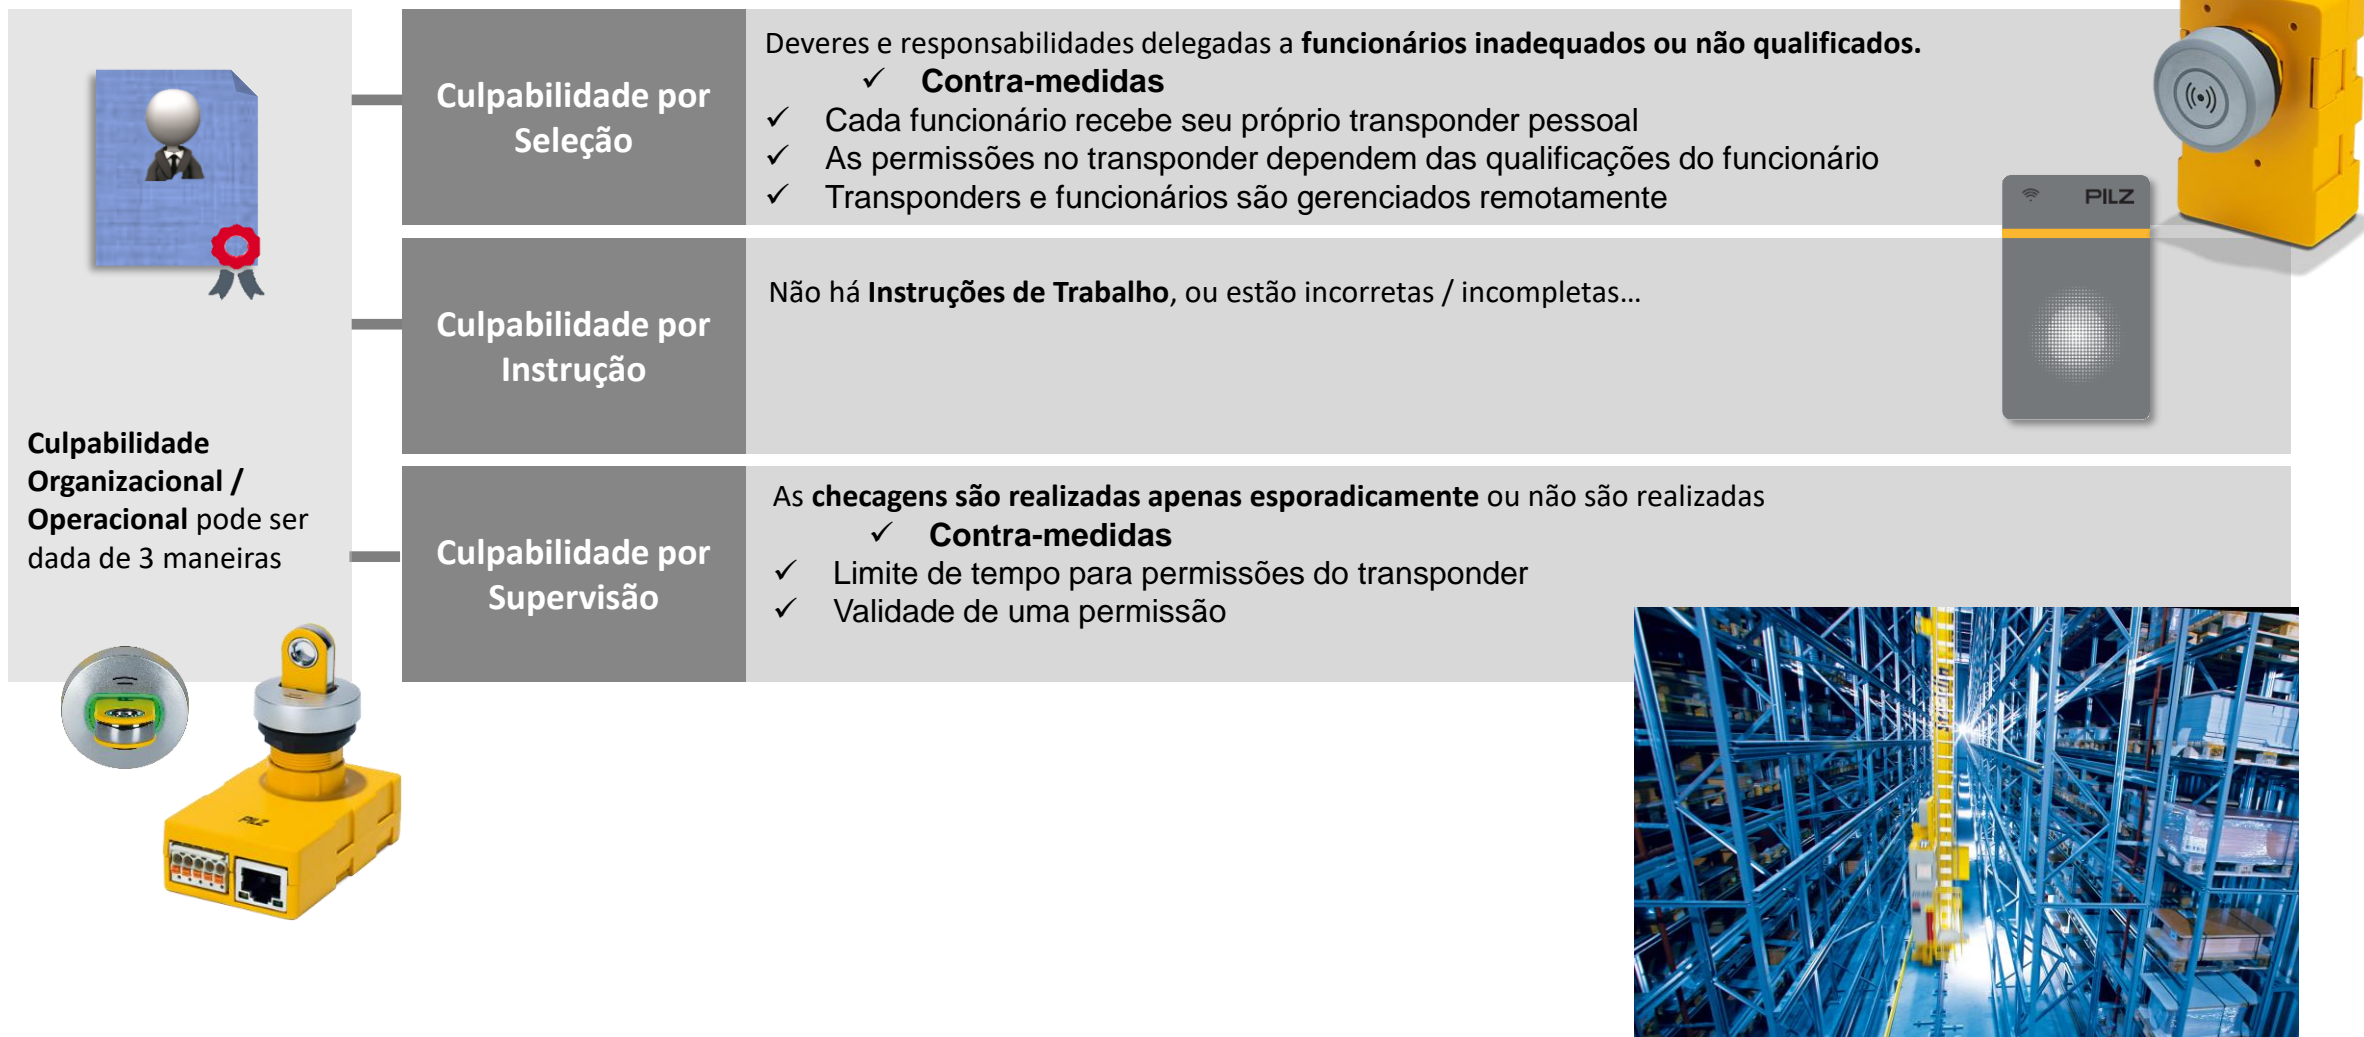 Culpabilidade
Organizacional /
Operacional pode ser
dada de 3 maneiras
Culpabilidade por
Seleção
Deveres e responsabilidades delegadas a funcionários inadequados ou não qualificados.
✓ Contra-medidas
✓ Cada funcionário recebe seu próprio transponder pessoal
✓ As permissões no transponder dependem das qualificações do funcionário
✓ Transponders e funcionários são gerenciados remotamente
PILZ
Culpabilidade por
Instrução
Não há Instruções de Trabalho, ou estão incorretas / incompletas...
Culpabilidade por
Supervisão
As checagens são realizadas apenas esporadicamente ou não são realizadas
✓ Contra-medidas
✓ Limite de tempo para permissões do transponder
✓ Validade de uma permissão
PILZ